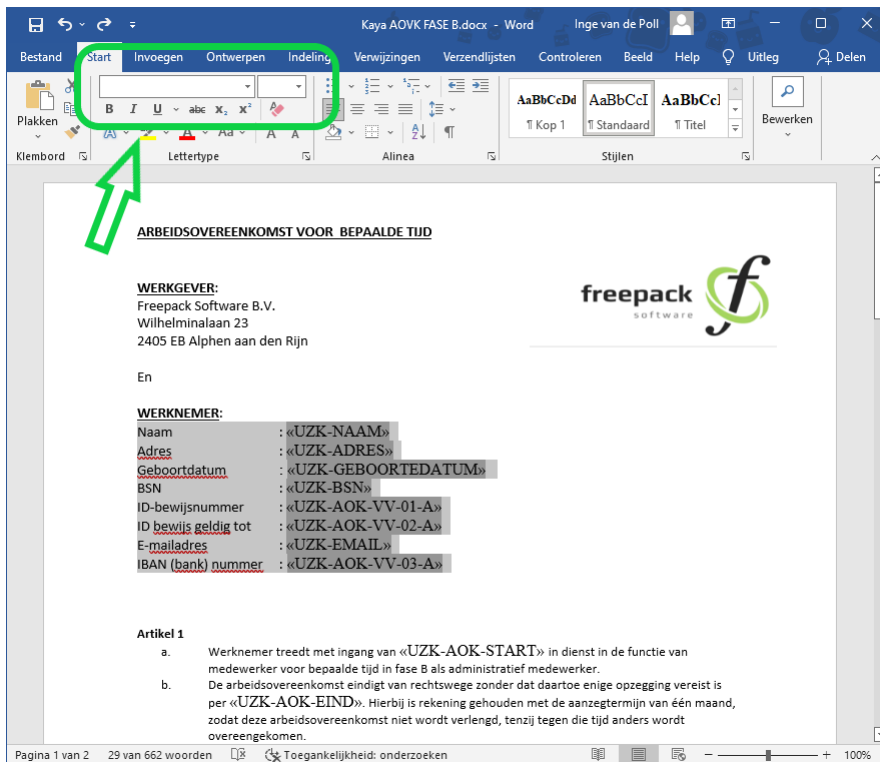 Kaya AOVK FASE B.docx - Word Inge van de Poll
Bestand Start Invoegen Ontwerpen Indeling Verwijzingen Verzendlijsten Controleren Beeld Help Uitleg Delen
Plakken
B I U abc X₂ X²
A A Aa A A
AaBbCcDd AaBbCcI AaBbCcl
¶ Kop 1 ¶ Standaard ¶ Titel
Bewerken
Klembord Lettertype Alinea Stijlen
ARBEIDSOVEREENKOMST VOOR BEPAALDE TIJD
WERKGEVER:
Freepack Software B.V.
Wilhelminalaan 23
2405 EB Alphen aan den Rijn
freepack
software
En
WERKNEMER:
Naam : «UZK-NAAM»
Adres : «UZK-ADRES»
Geboortdatum : «UZK-GEBOORTEDATUM»
BSN : «UZK-BSN»
ID-bewijsnummer : «UZK-AOK-VV-01-A»
ID bewijs geldig tot : «UZK-AOK-VV-02-A»
E-mailadres : «UZK-EMAIL»
IBAN (bank) nummer : «UZK-AOK-VV-03-A»
Artikel 1
a. Werknemer treedt met ingang van «UZK-AOK-START» in dienst in de functie van
medewerker voor bepaalde tijd in fase B als administratief medewerker.
b. De arbeidsovereenkomst eindigt van rechtswege zonder dat daartoe enige opzegging vereist is
per «UZK-AOK-EIND». Hierbij is rekening gehouden met de aanzegtermijn van één maand,
zodat deze arbeidsovereenkomst niet wordt verlengd, tenzij tegen die tijd anders wordt
overeengekomen.
Pagina 1 van 2 29 van 662 woorden Toegankelijkheid: onderzoeken 100%